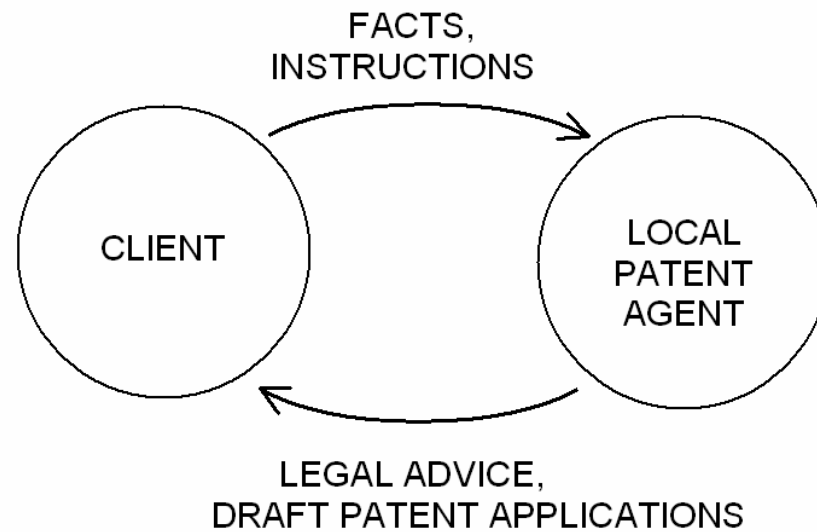 FACTS,
INSTRUCTIONS
CLIENT
LOCAL
PATENT
AGENT
LEGAL ADVICE,
DRAFT PATENT APPLICATIONS